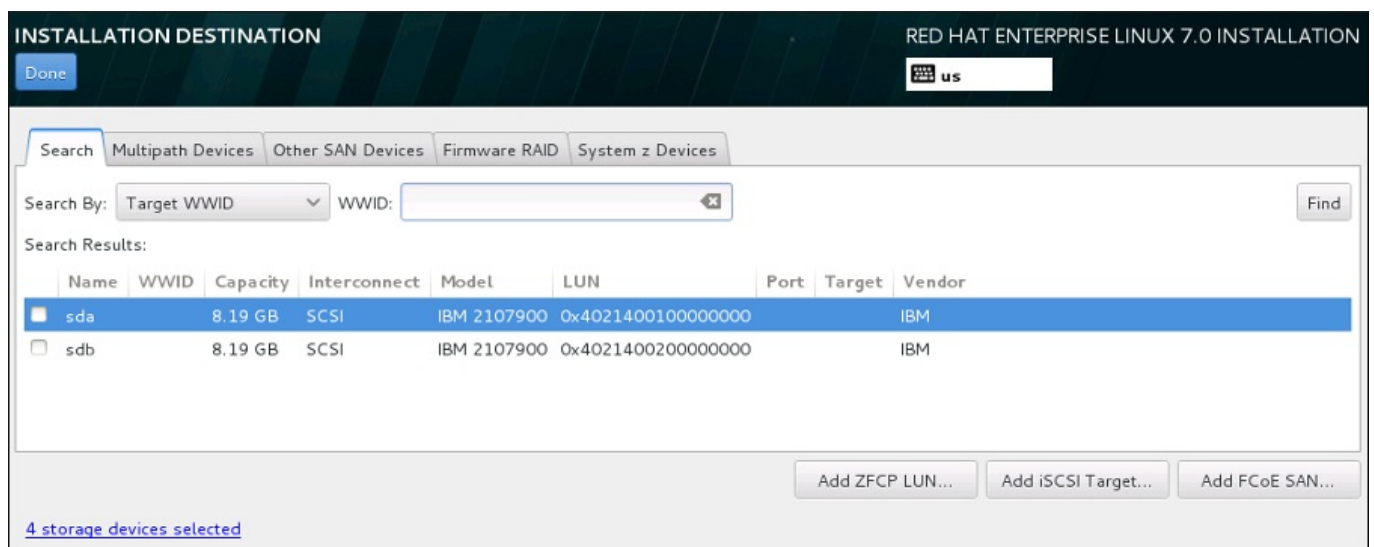 INSTALLATION DESTINATION
RED HAT ENTERPRISE LINUX 7.0 INSTALLATION
Done
us
Search Multipath Devices Other SAN Devices Firmware RAID System z Devices
Search By: Target WWID WWID: Find
Search Results:
Name WWID Capacity Interconnect Model LUN Port Target Vendor
sda 8.19 GB SCSI IBM 2107900 0x4021400100000000 IBM
sdb 8.19 GB SCSI IBM 2107900 0x4021400200000000 IBM
Add ZFCP LUN... Add iSCSI Target... Add FCoE SAN...
4 storage devices selected